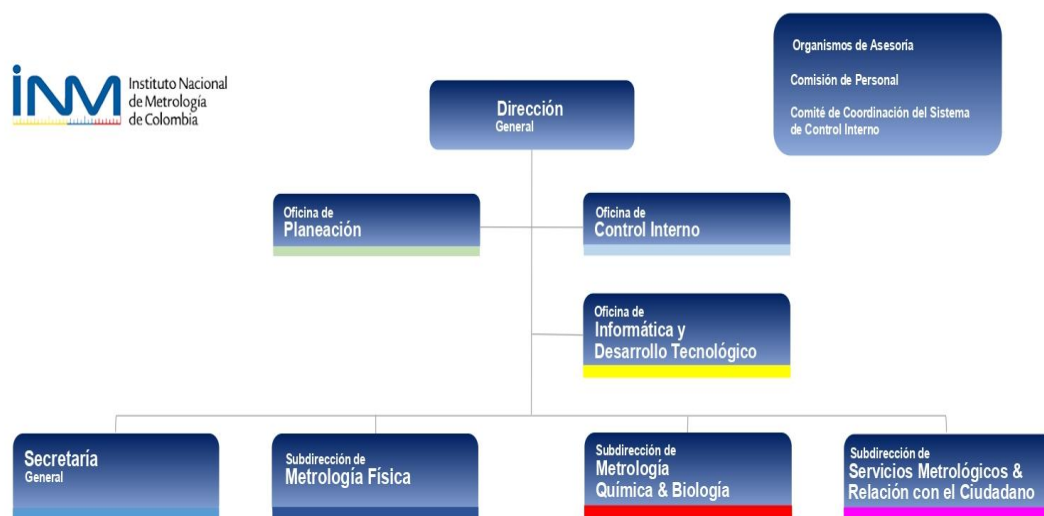 INM
Instituto Nacional
de Metrología
de Colombia
Organismos de Asesoría
Comisión de Personal
Comité de Coordinación del Sistema
de Control Interno
Dirección
General
Oficina de
Planeación
Oficina de
Control Interno
Oficina de
Informática y
Desarrollo Tecnológico
Secretaría
General
Subdirección de
Metrología Física
Subdirección de
Metrología
Química & Biología
Subdirección de
Servicios Metrológicos &
Relación con el Ciudadano